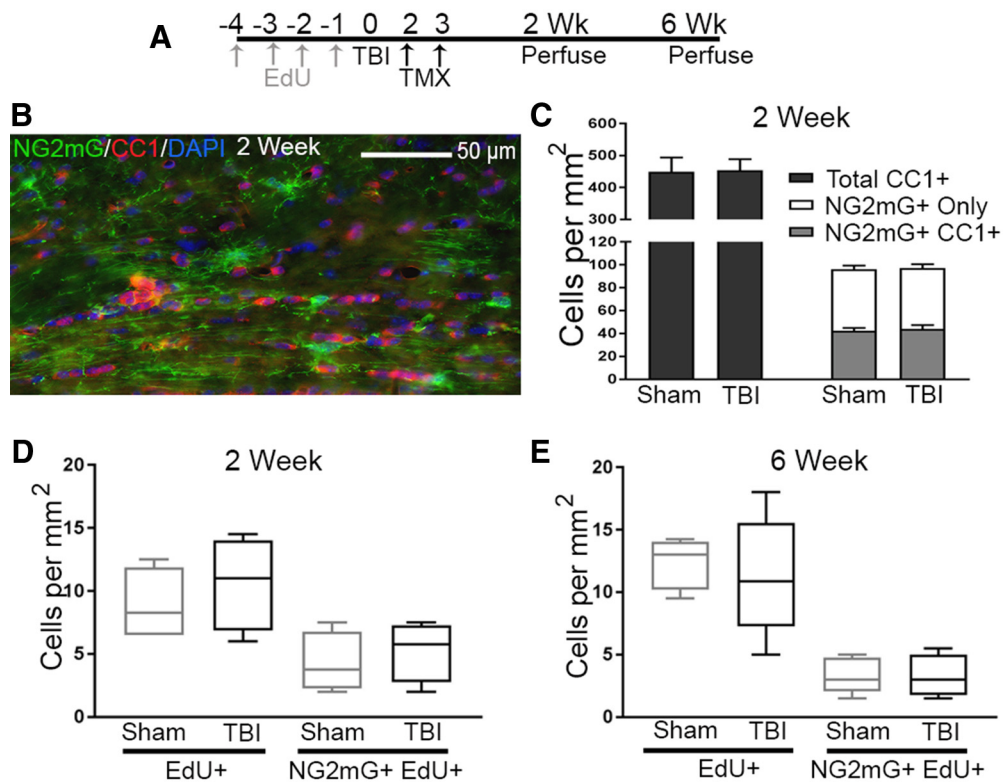 A
-4 -3 -2 -1 0 2 3 2 Wk 6 Wk
EdU TBI TMX Perfuse Perfuse
B
NG2mG/CC1/DAPI 2 Week 50 µm
C
2 Week
Cells per mm2
600
500
400
300
120
100
80
60
40
20
0
Total CC1+
NG2mG+ Only
NG2mG+ CC1+
Sham TBI Sham TBI
D
2 Week
Cells per mm2
20
15
10
5
0
Sham TBI Sham TBI
EdU+ NG2mG+ EdU+
E
6 Week
Cells per mm2
20
15
10
5
0
Sham TBI Sham TBI
EdU+ NG2mG+ EdU+